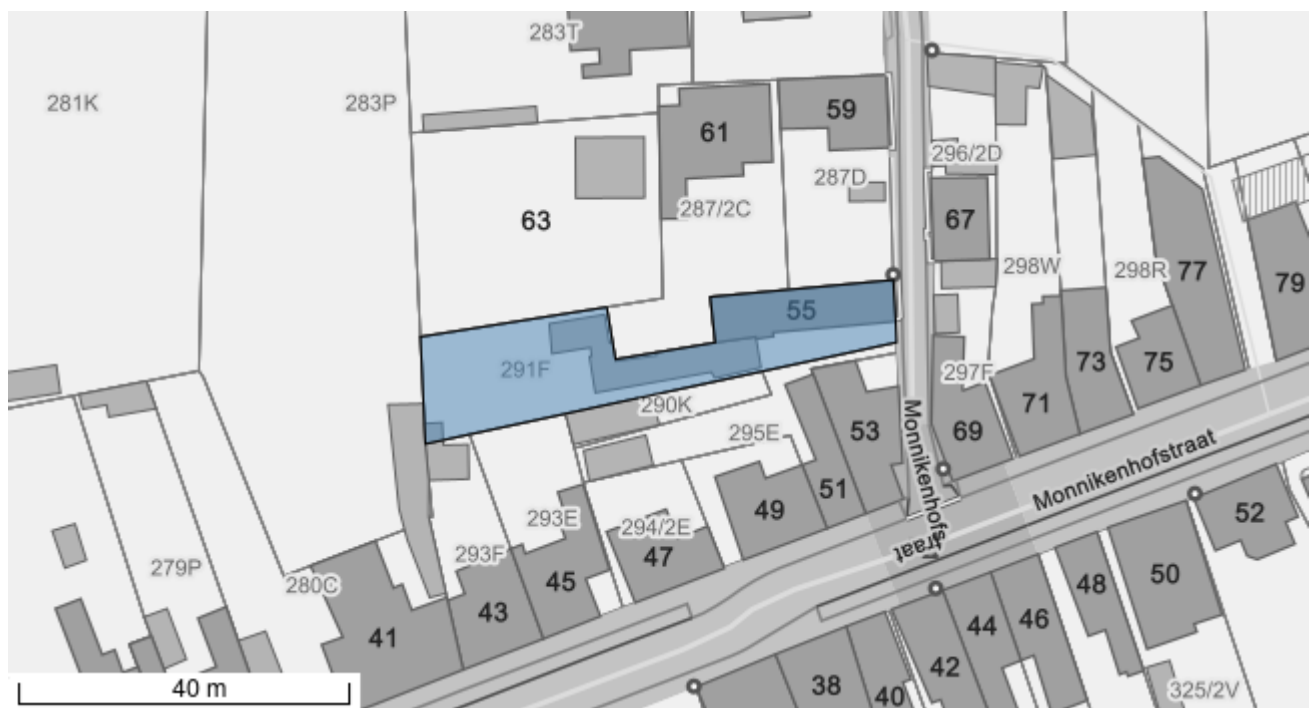 283T
281K
283P
61
59
296/2D
287D
63
287/2C
67
77
298W
298R
79
55
291F
73
75
297F
290K
71
53
69
295E
Monnikenhofstraat
Monnikenhofstraat
51
49
52
293E
294/2E
47
279P
293F
280C
45
50
48
43
46
41
44
42
38
40
40 m
325/2V